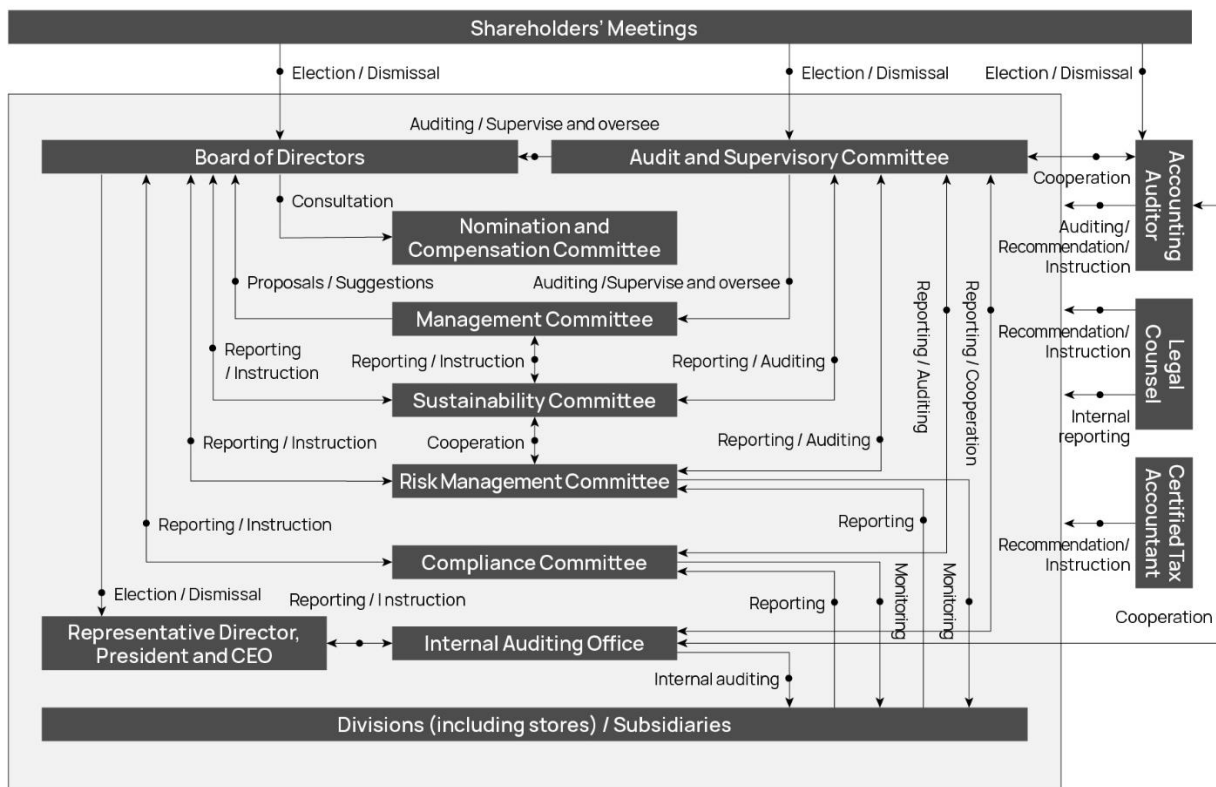 Shareholders' Meetings
Election / Dismissal
Election / Dismissal
Election / Dismissal
Auditing / Supervise and oversee
Board of Directors
Audit and Supervisory Committee
Accounting
Auditor
Cooperation
Consultation
Nomination and
Compensation Committee
Auditing/
Recommendation/
Instruction
Proposals / Suggestions
Auditing /Supervise and oversee
Management Committee
Reporting / Auditing
Reporting / Cooperation
Recommendation/
Instruction
Legal
Counsel
Reporting
/ Instruction
Reporting / Instruction
Reporting / Auditing
Sustainability Committee
Internal
reporting
Reporting / Instruction
Cooperation
Reporting / Auditing
Risk Management Committee
Certified Tax
Accountant
Reporting / Instruction
Reporting
Recommendation/
Instruction
Compliance Committee
Monitoring
Monitoring
Election / Dismissal
Reporting / Instruction
Reporting
Cooperation
Representative Director,
President and CEO
Internal Auditing Office
Internal auditing
Divisions (including stores) / Subsidiaries